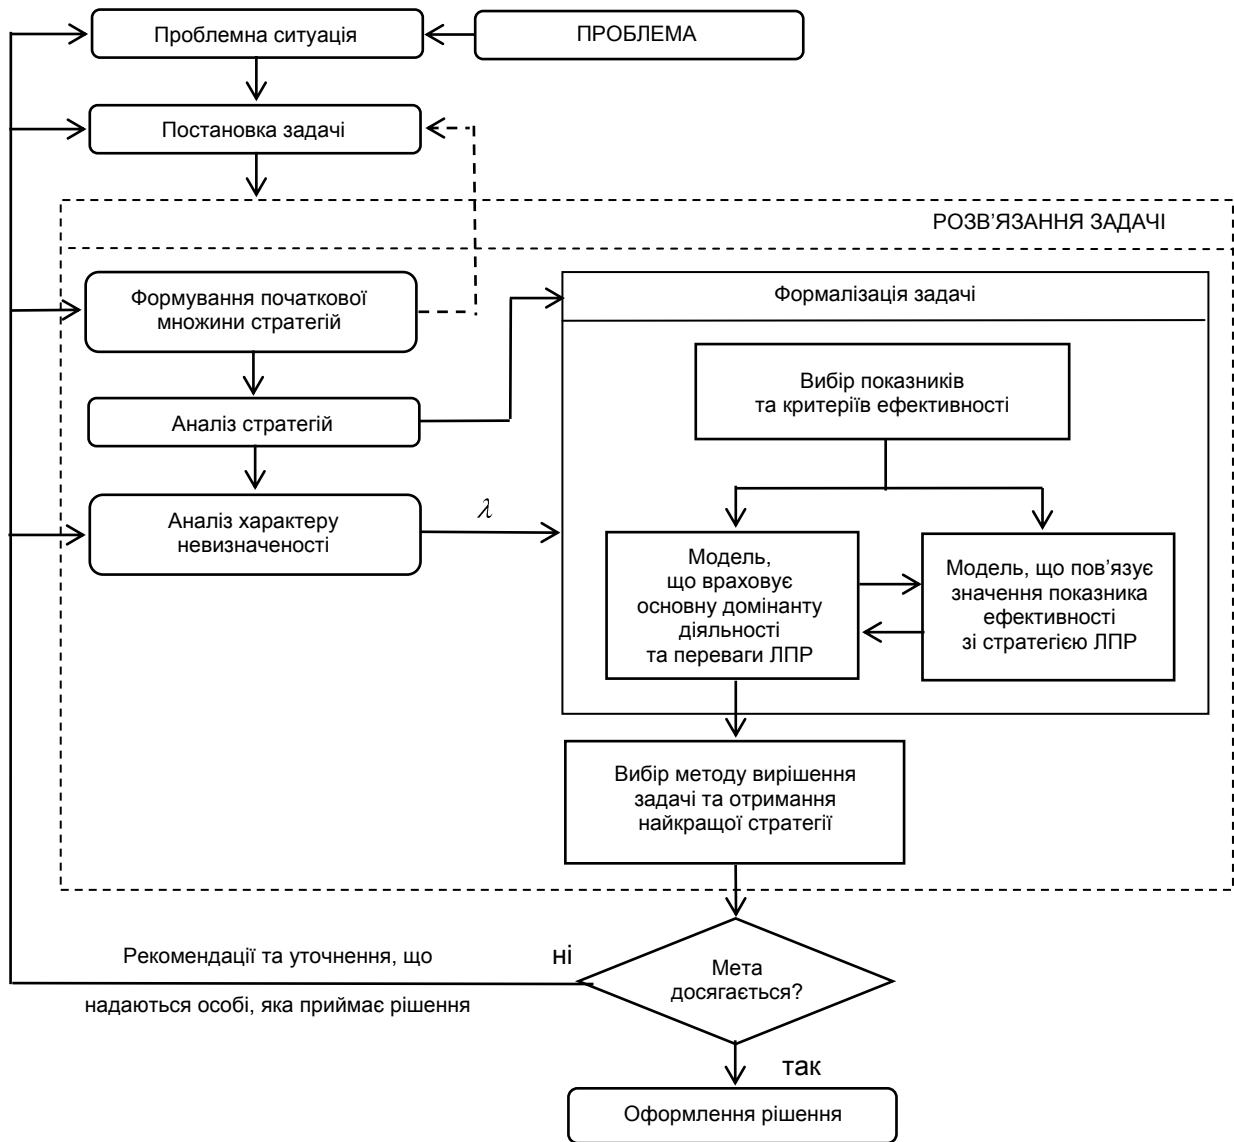 Проблемна ситуація
ПРОБЛЕМА
Постановка задачі
РОЗВ'ЯЗАННЯ ЗАДАЧІ
Формування початкової
множини стратегій
Формалізація задачі
Аналіз стратегій
Вибір показників
та критеріїв ефективності
Аналіз характеру
невизначеності
λ
Модель,
що враховує
основну домінанту
діяльності
та переваги ЛПР
Модель, що пов'язує
значення показника
ефективності
зі стратегією ЛПР
Вибір методу вирішення
задачі та отримання
найкращої стратегії
Рекомендації та уточнення, що
надаються особі, яка приймає рішення
ні
Мета
досягається?
так
Оформлення рішення